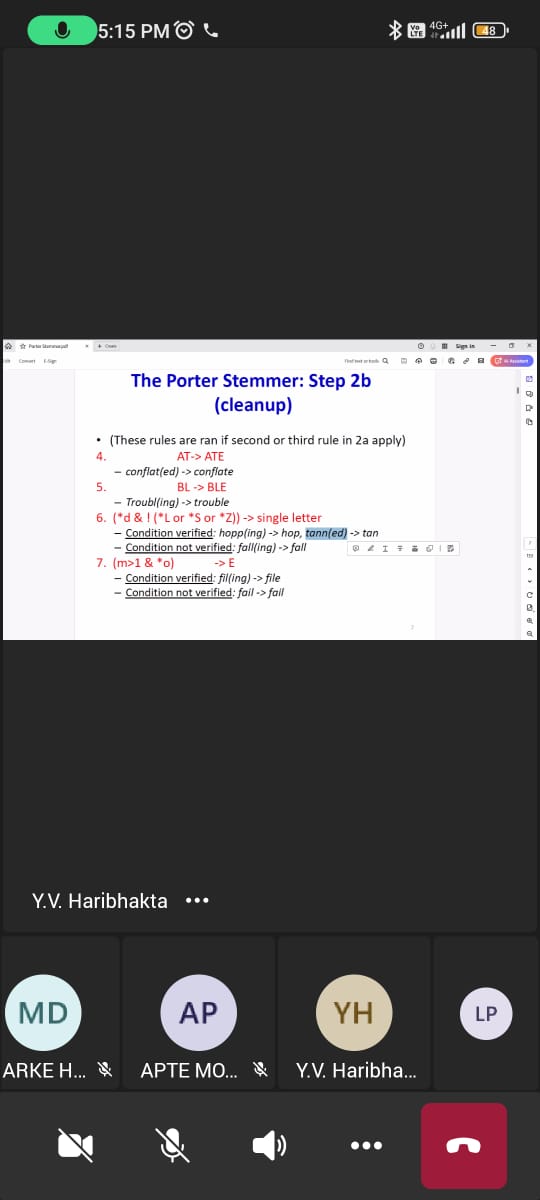 5:15 PM
Vo LTE 4G+ 48
Porter Stemmer.pdf
+ Create
Sign in
Edit Convert E-Sign
Find text or tools
AI Assistant
The Porter Stemmer: Step 2b
(cleanup)
• (These rules are ran if second or third rule in 2a apply)
4. AT-> ATE
– conflat(ed) -> conflate
5. BL -> BLE
– Troubl(ing) -> trouble
6. (*d & ! (*L or *S or *Z)) -> single letter
– Condition verified: hopp(ing) -> hop, tann(ed) -> tan
– Condition not verified: fall(ing) -> fall
7. (m>1 & *o) -> E
– Condition verified: fil(ing) -> file
– Condition not verified: fail -> fail
7
Y.V. Haribhakta
MD
AP
YH
LP
ARKE H...
APTE MO...
Y.V. Haribha...